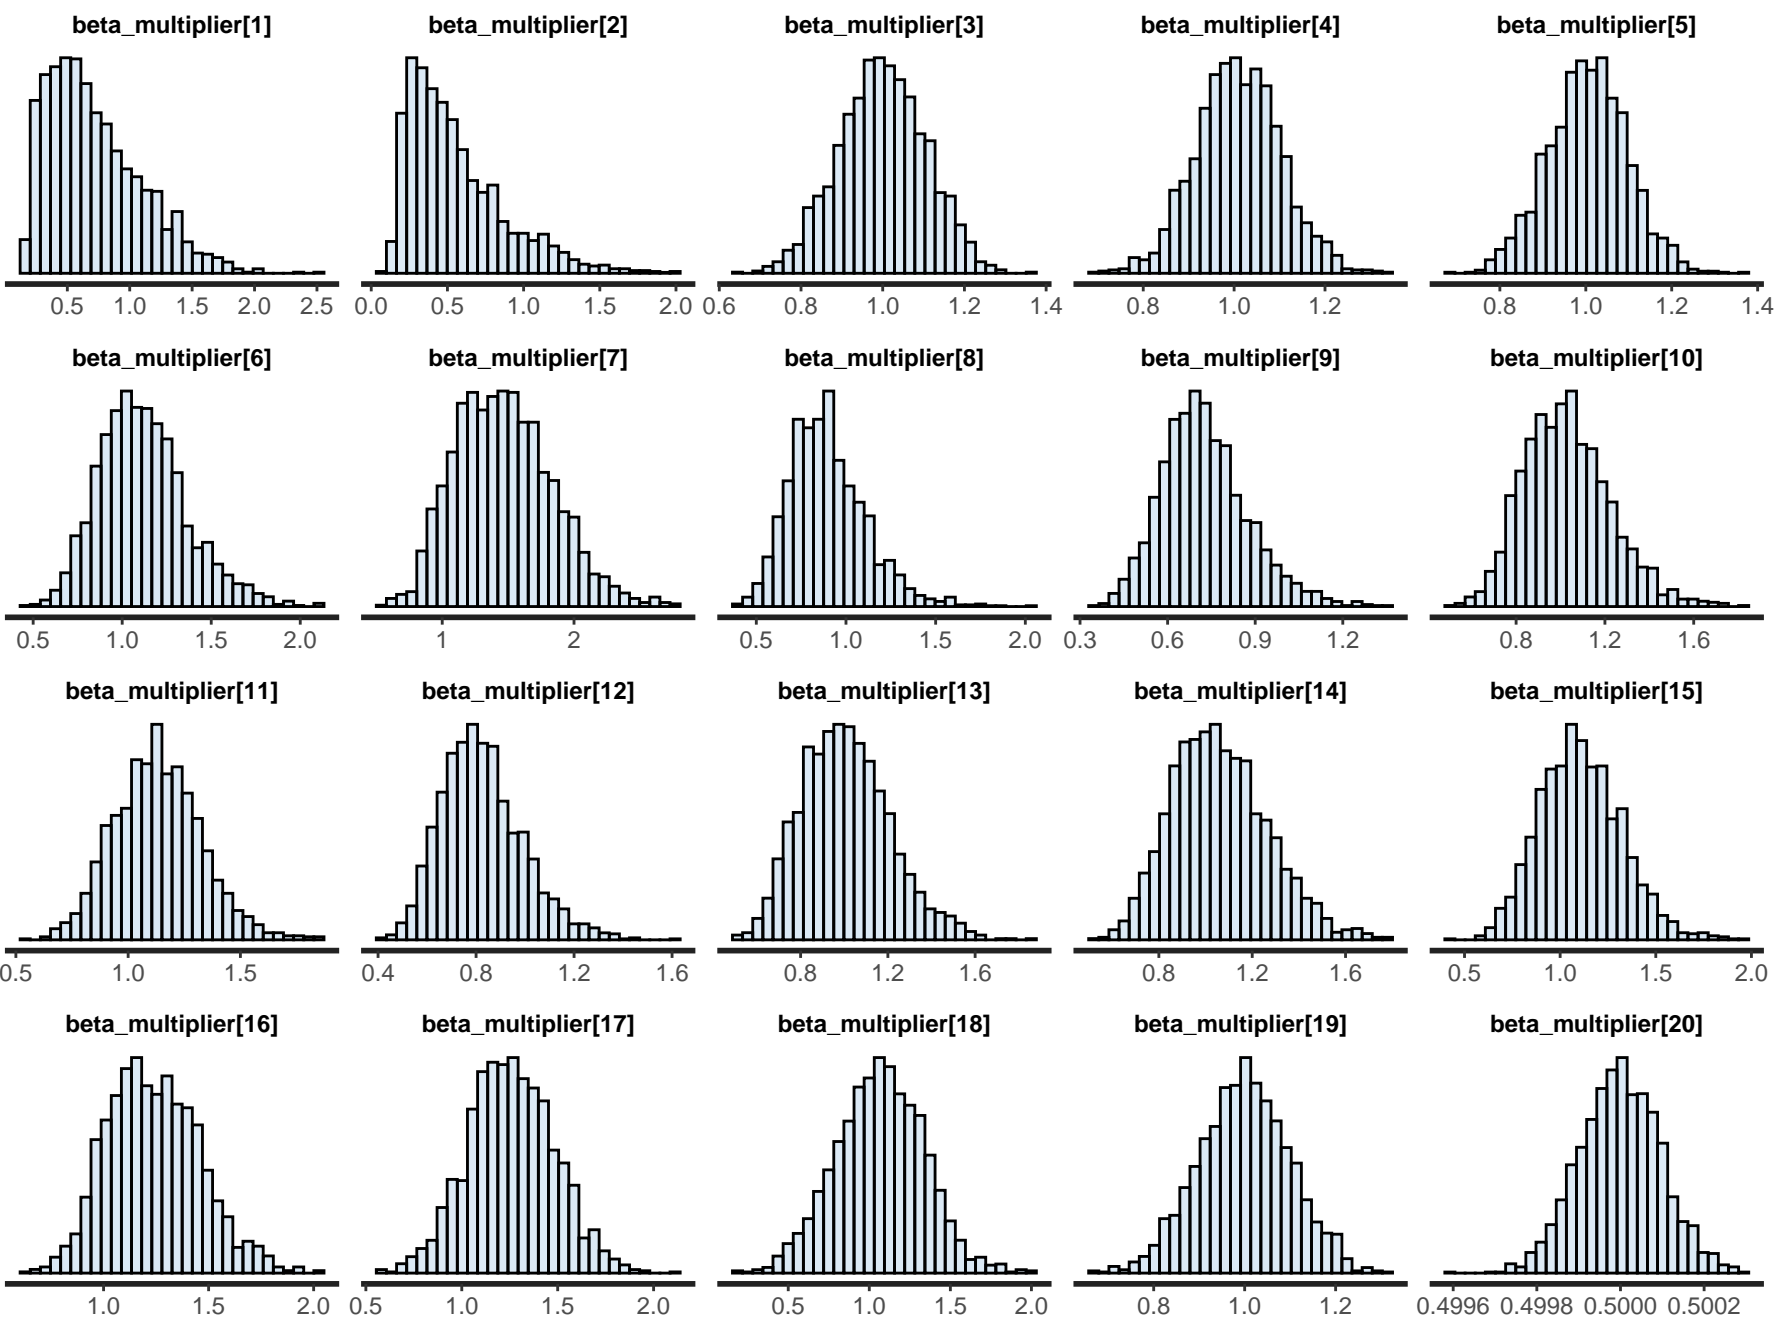 beta_multiplier[1] beta_multiplier[2] beta_multiplier[3] beta_multiplier[4] beta_multiplier[5]
0.5 1.0 1.5 2.0 2.5 0.0 0.5 1.0 1.5 2.0 0.6 0.8 1.0 1.2 1.4 0.8 1.0 1.2 0.8 1.0 1.2 1.4
beta_multiplier[6] beta_multiplier[7] beta_multiplier[8] beta_multiplier[9] beta_multiplier[10]
0.5 1.0 1.5 2.0 1 2 0.5 1.0 1.5 2.0 0.3 0.6 0.9 1.2 0.8 1.2 1.6
beta_multiplier[11] beta_multiplier[12] beta_multiplier[13] beta_multiplier[14] beta_multiplier[15]
0.5 1.0 1.5 0.4 0.8 1.2 1.6 0.8 1.2 1.6 0.8 1.2 1.6 0.5 1.0 1.5 2.0
beta_multiplier[16] beta_multiplier[17] beta_multiplier[18] beta_multiplier[19] beta_multiplier[20]
1.0 1.5 2.0 0.5 1.0 1.5 2.0 0.5 1.0 1.5 2.0 0.8 1.0 1.2 0.4996 0.4998 0.5000 0.5002